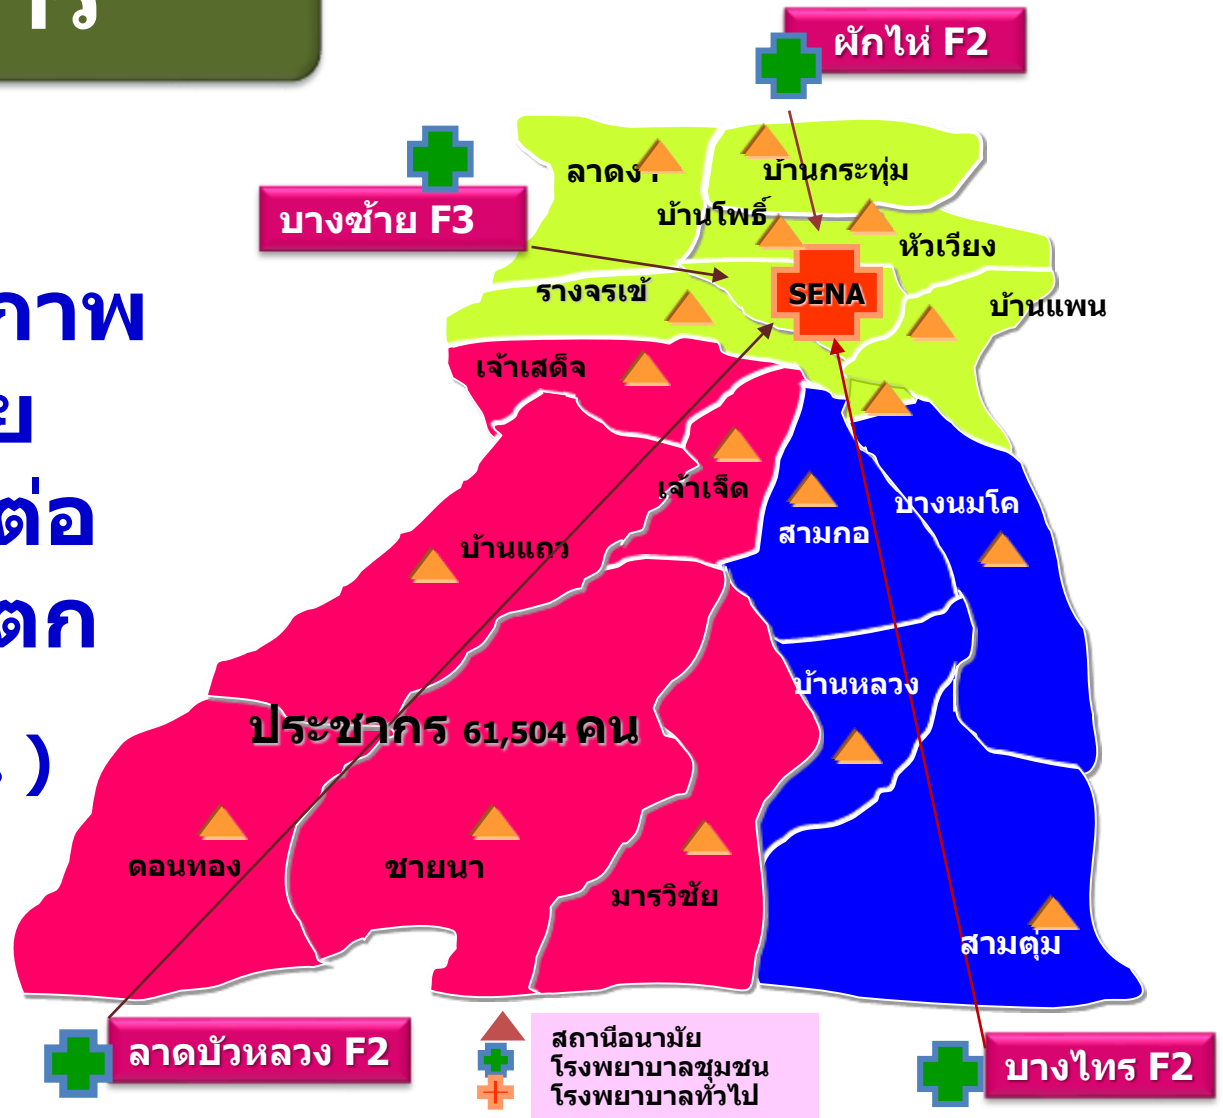 ผักไห่ F2
บางซ้าย F3
บ้านกระทุ่ม
บ้านโพธิ์
หัวเวียง
SENA
รางจรเข้
บ้านแพน
เจ้าเสด็จ
เจ้าเจ็ด
บ้านแถว
สามกอ
บางนมโค
บ้านหลวง
ประชากร 61,504 คน
ดอนทอง
ชายนา
มารวิชัย
สามตุ่ม
ลาดบัวหลวง F2
สถานีอนามัย
โรงพยาบาลชุมชน
โรงพยาบาลทั่วไป
บางไทร F2
ต่อ
ตก
. )